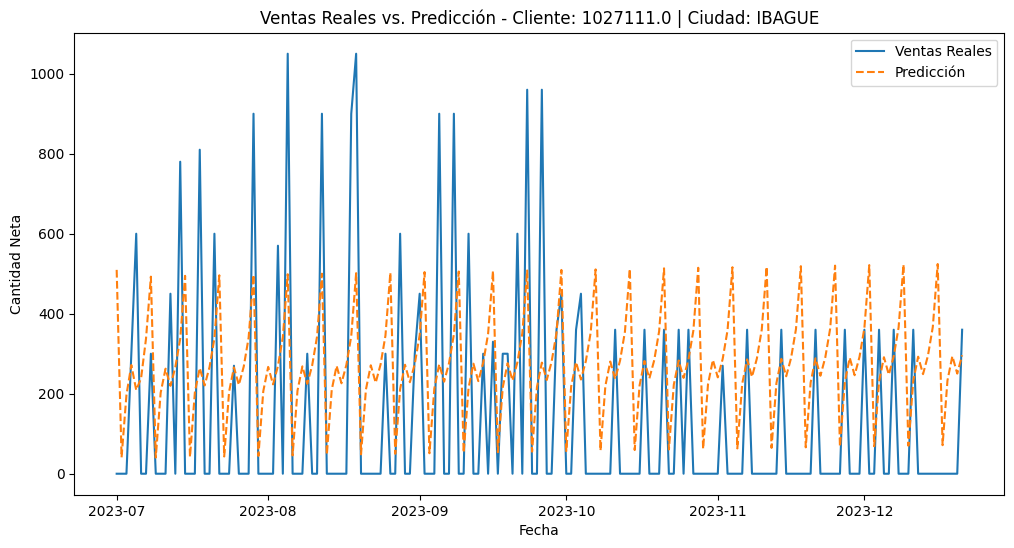 Ventas Reales vs. Predicción - Cliente: 1027111.0 | Ciudad: IBAGUE
Ventas Reales
Predicción
Cantidad Neta
1000
800
600
400
200
0
2023-07
2023-08
2023-09
2023-10
2023-11
2023-12
Fecha